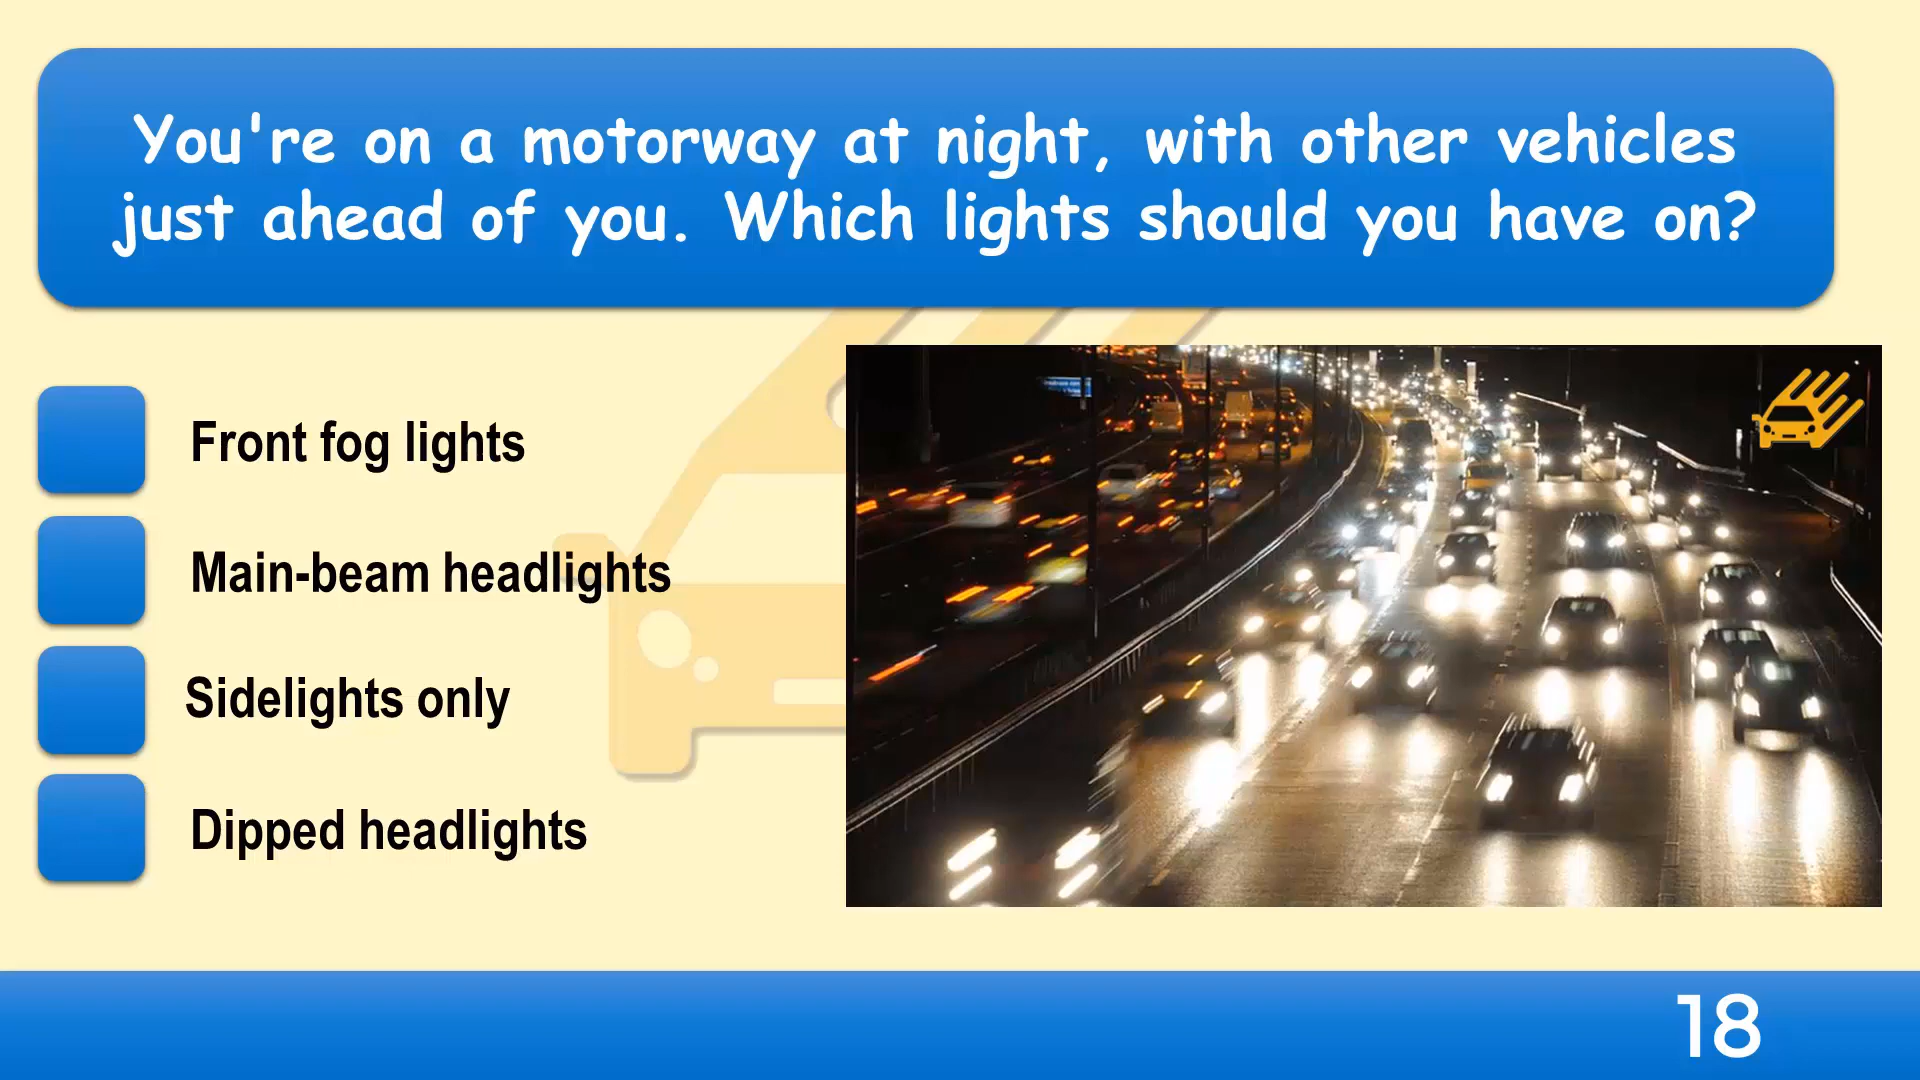 You're on a motorway at night, with other vehicles
just ahead of you. Which lights should you have on?
Front fog lights
Main-beam headlights
Sidelights only
Dipped headlights
18